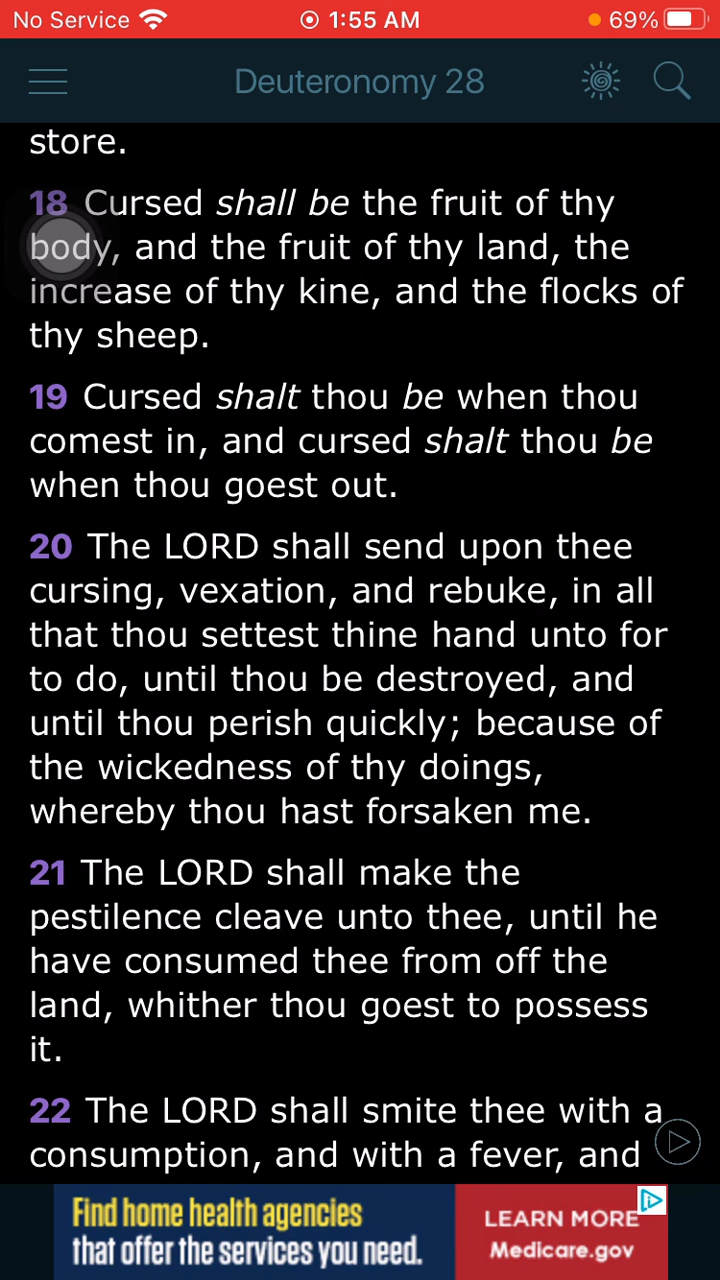 No Service 1:55 AM 69%
Deuteronomy 28
store.
18 Cursed shall be the fruit of thy
body, and the fruit of thy land, the
increase of thy kine, and the flocks of
thy sheep.
19 Cursed shalt thou be when thou
comest in, and cursed shalt thou be
when thou goest out.
20 The LORD shall send upon thee
cursing, vexation, and rebuke, in all
that thou settest thine hand unto for
to do, until thou be destroyed, and
until thou perish quickly; because of
the wickedness of thy doings,
whereby thou hast forsaken me.
21 The LORD shall make the
pestilence cleave unto thee, until he
have consumed thee from off the
land, whither thou goest to possess
it.
22 The LORD shall smite thee with a
consumption, and with a fever, and
Find home health agencies
that offer the services you need.
LEARN MORE
Medicare.gov